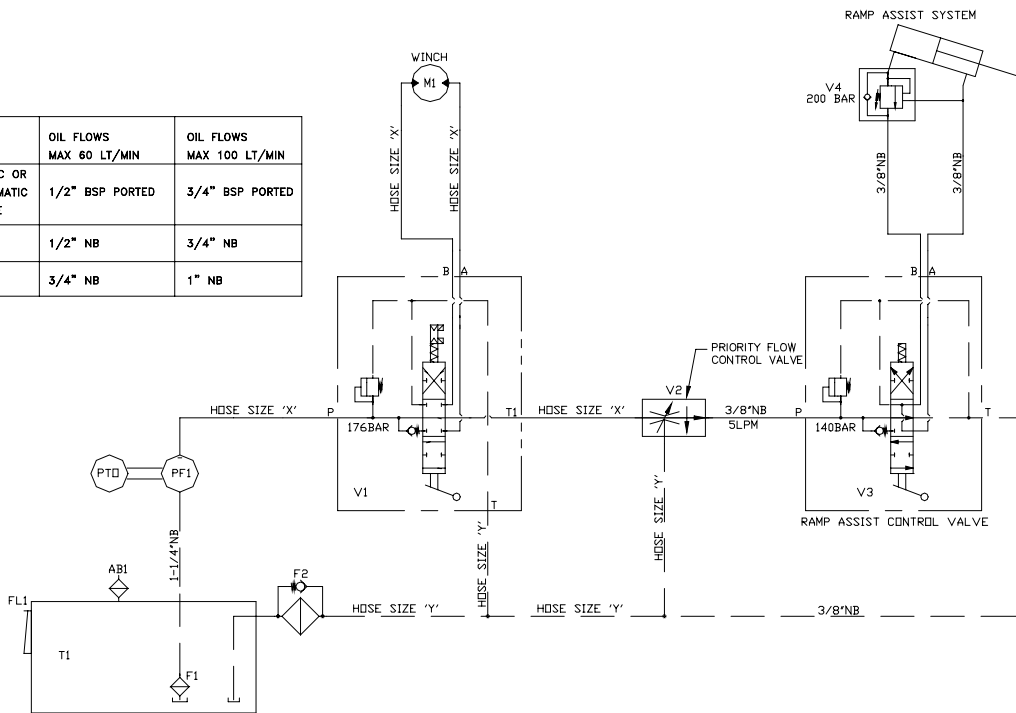 RAMP ASSIST SYSTEM
WINCH
M1
V4
200 BAR
OIL FLOWS
MAX 60 LT/MIN
OIL FLOWS
MAX 100 LT/MIN
C OR
MATIC
E
1/2" BSP PORTED
3/4" BSP PORTED
1/2" NB
3/4" NB
3/4" NB
1" NB
HOSE SIZE 'X'
HOSE SIZE 'X'
3/8"NB
3/8"NB
B
A
B
A
PRIORITY FLOW
CONTROL VALVE
V2
HOSE SIZE 'X'
P
176BAR
T1
HOSE SIZE 'X'
3/8"NB
5LPM
P
140BAR
T
PTO
PF1
V1
T
V3
RAMP ASSIST CONTROL VALVE
HOSE SIZE 'Y'
HOSE SIZE 'Y'
1-1/4"NB
AB1
F2
FL1
HOSE SIZE 'Y'
HOSE SIZE 'Y'
3/8"NB
T1
F1